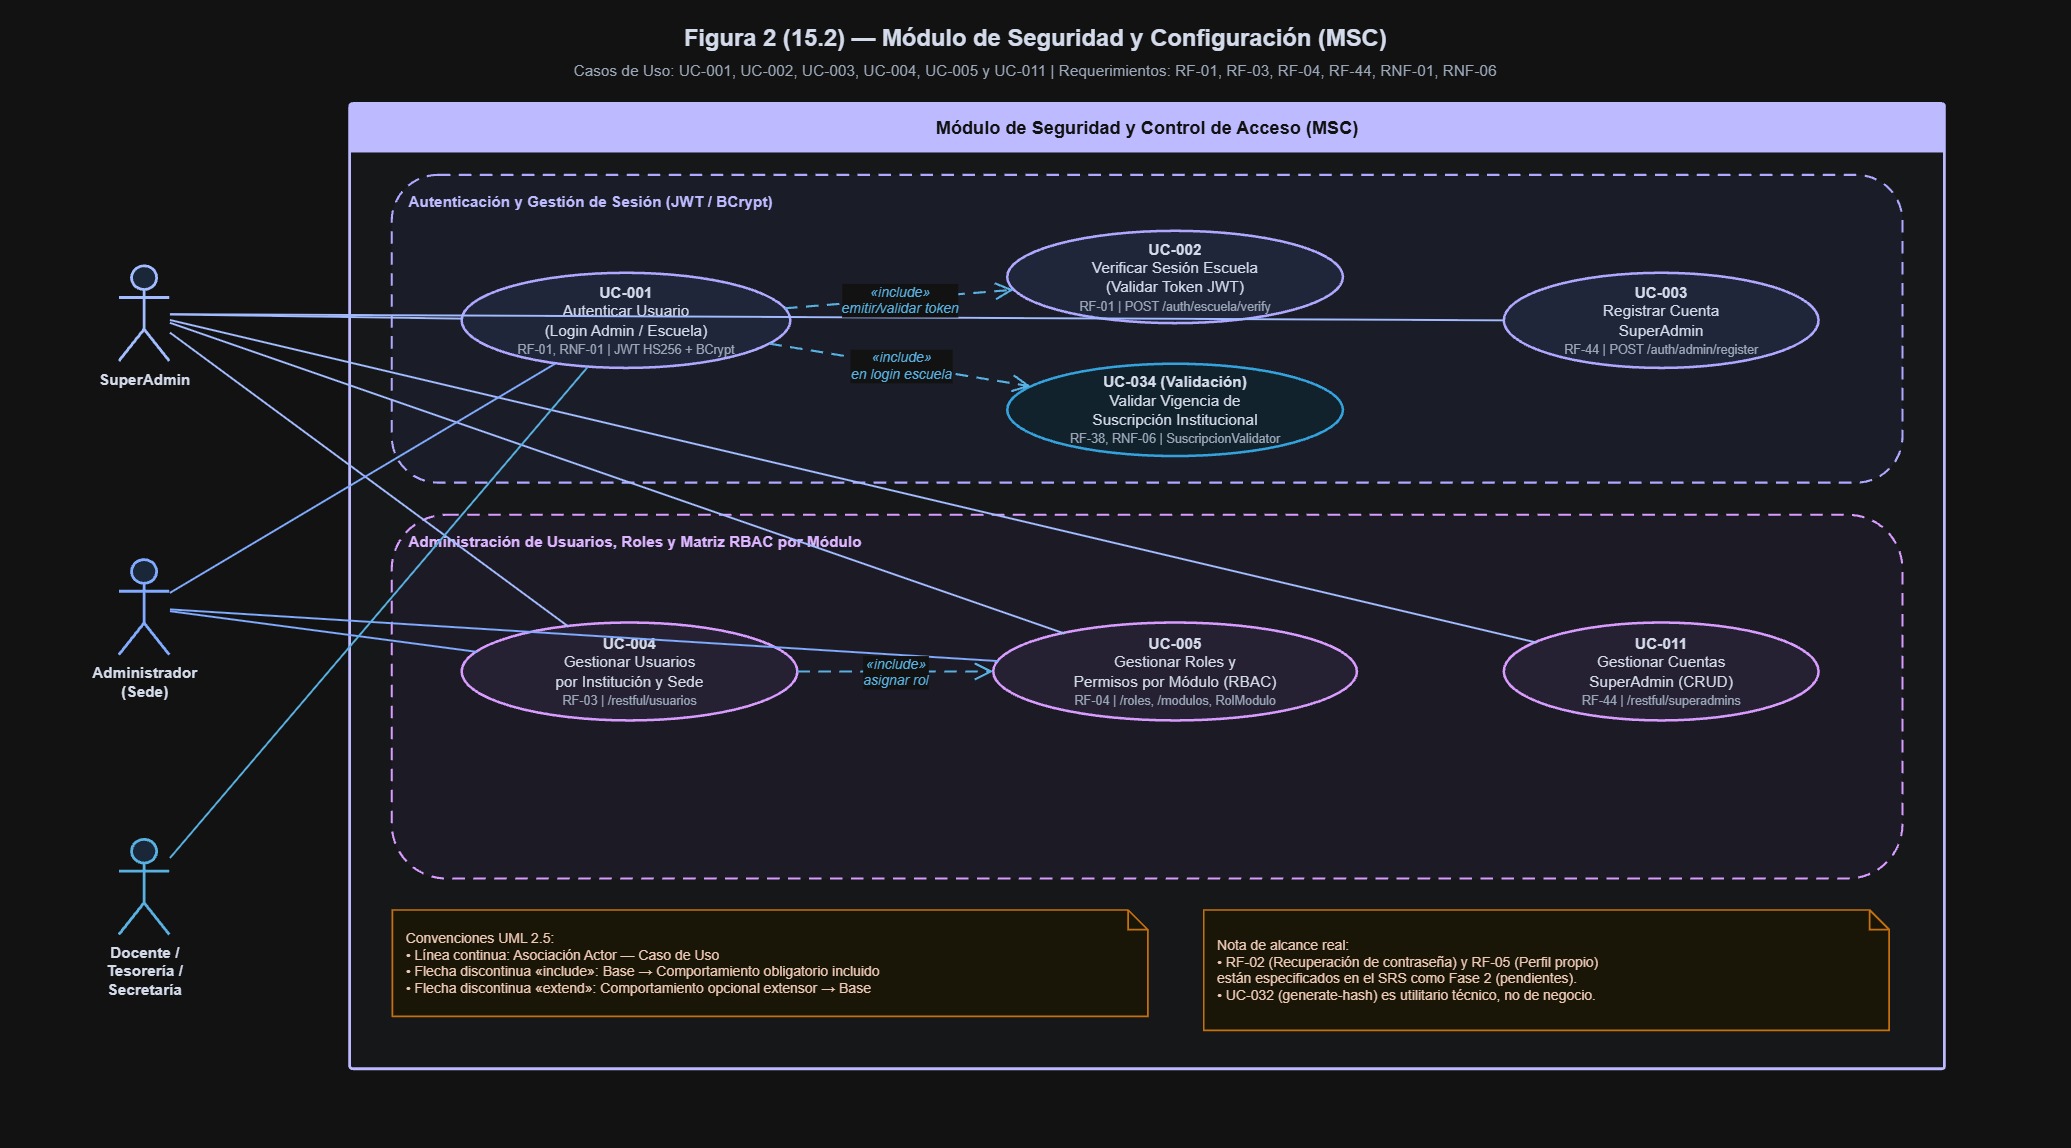 Figura 2 (15.2) — Módulo de Seguridad y Configuración (MSC)
Casos de Uso: UC-001, UC-002, UC-003, UC-004, UC-005 y UC-011 | Requerimientos: RF-01, RF-03, RF-04, RF-44, RNF-01, RNF-06
Módulo de Seguridad y Control de Acceso (MSC)
Autenticación y Gestión de Sesión (JWT / BCrypt)
SuperAdmin
UC-001
Autenticar Usuario
(Login Admin / Escuela)
RF-01, RNF-01 | JWT HS256 + BCrypt
«include»
emitir/validar token
«include»
en login escuela
UC-002
Verificar Sesión Escuela
(Validar Token JWT)
RF-01 | POST /auth/escuela/verify
UC-034 (Validación)
Validar Vigencia de
Suscripción Institucional
RF-38, RNF-06 | SuscripcionValidator
UC-003
Registrar Cuenta
SuperAdmin
RF-44 | POST /auth/admin/register
Administración de Usuarios, Roles y Matriz RBAC por Módulo
Administrador
(Sede)
UC-004
Gestionar Usuarios
por Institución y Sede
RF-03 | /restful/usuarios
«include»
asignar rol
UC-005
Gestionar Roles y
Permisos por Módulo (RBAC)
RF-04 | /roles, /modulos, RolModulo
UC-011
Gestionar Cuentas
SuperAdmin (CRUD)
RF-44 | /restful/superadmins
Docente /
Tesorería /
Secretaría
Convenciones UML 2.5:
• Línea continua: Asociación Actor — Caso de Uso
• Flecha discontinua «include»: Base → Comportamiento obligatorio incluido
• Flecha discontinua «extend»: Comportamiento opcional extensor → Base
Nota de alcance real:
• RF-02 (Recuperación de contraseña) y RF-05 (Perfil propio)
están especificados en el SRS como Fase 2 (pendientes).
• UC-032 (generate-hash) es utilitario técnico, no de negocio.